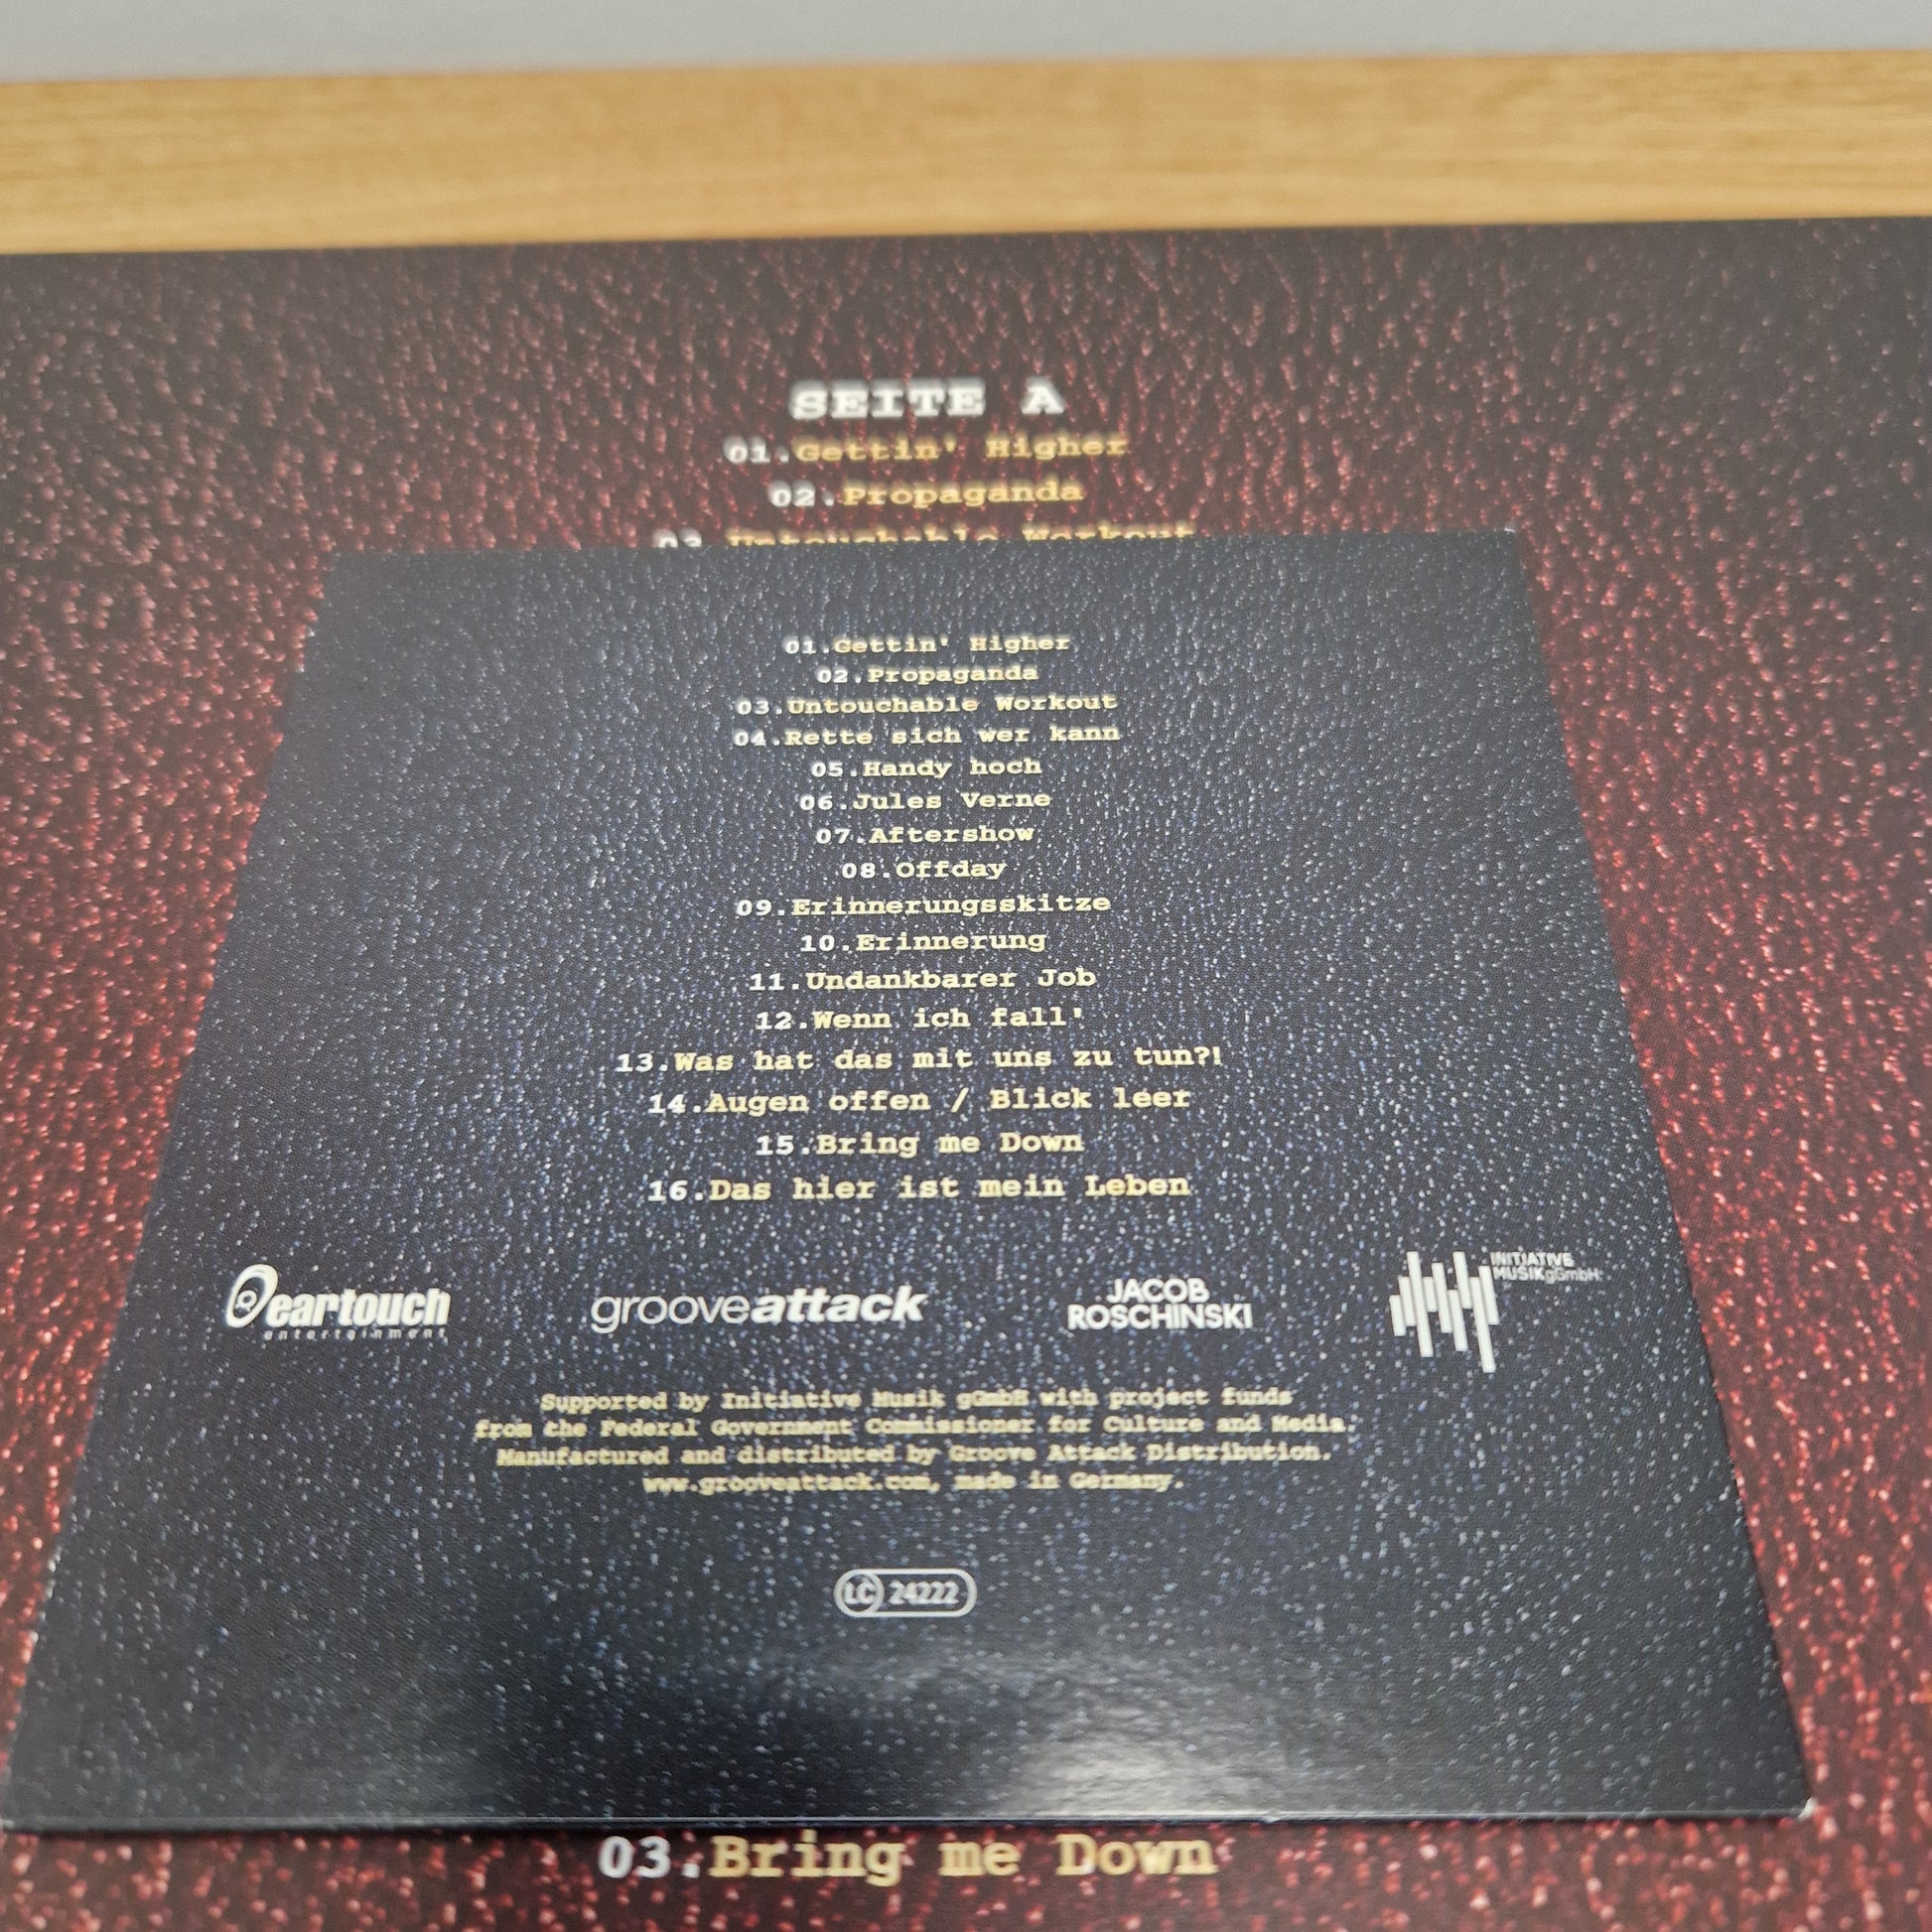 SEITE A
01.Gettin' Higher
02.Propaganda
03.Untouchable Workout
01.Gettin' Higher
02.Propaganda
03.Untouchable Workout
04.Rette sich wer kann
05.Handy hoch
06.Jules Verne
07.Aftershow
08.Offday
09.Erinnerungsskitze
10.Erinnerung
11.Undankbarer Job
12.Wenn ich fall'
13.Was hat das mit uns zu tun?!
14.Augen offen / Blick leer
15.Bring me Down
16.Das hier ist mein Leben
eartouch
entertainment
grooveattack
JACOB
ROSCHINSKI
INITIATIVE
MUSIK gGmbH
Supported by Initiative Musik gGmbH with project funds
from the Federal Government Commissioner for Culture and Media.
Manufactured and distributed by Groove Attack Distribution.
www.grooveattack.com, made in Germany.
LC 24222
03.Bring me Down